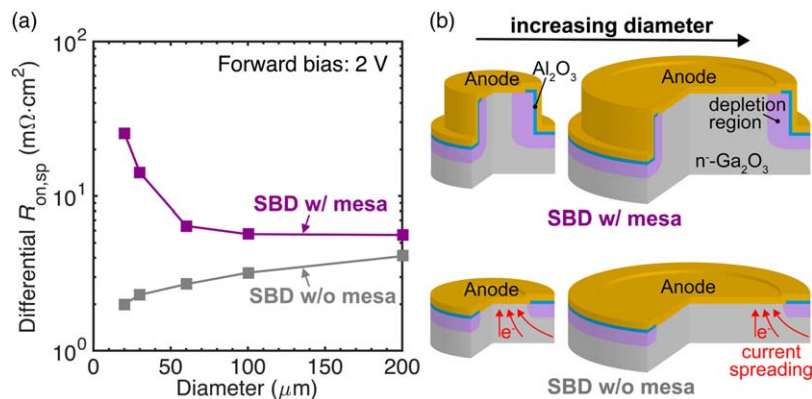 (a)
10²
10¹
10⁰
Differential R_on,sp (mΩ·cm²)
Forward bias: 2 V
SBD w/ mesa
SBD w/o mesa
0 50 100 150 200
Diameter (μm)
(b)
increasing diameter
Al₂O₃
Anode
Anode
depletion
region
n⁻-Ga₂O₃
SBD w/ mesa
Anode
Anode
e⁻
e⁻
current
spreading
SBD w/o mesa